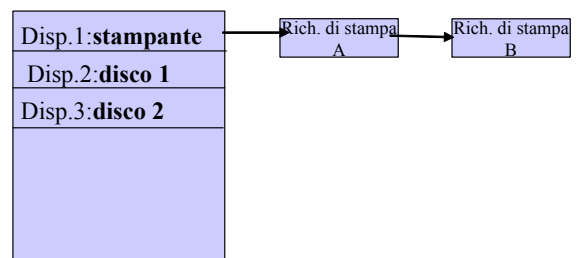 Disp.1:stampante
Rich. di stampa
A
Rich. di stampa
B
Disp.2:disco 1
Disp.3:disco 2